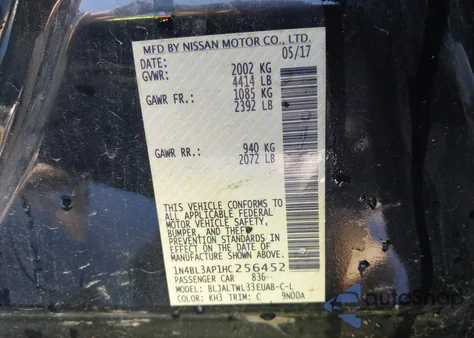 MFD BY NISSAN MOTOR CO., LTD.
DATE: 05/17
GVWR: 2002 KG
4414 LB
GAWR FR.: 1085 KG
2392 LB
GAWR RR.: 940 KG
2072 LB
THIS VEHICLE CONFORMS TO
ALL APPLICABLE FEDERAL
MOTOR VEHICLE SAFETY,
BUMPER, AND THEFT
PREVENTION STANDARDS IN
EFFECT ON THE DATE OF
MANUFACTURE SHOWN ABOVE.
1N4BL3AP1HC256452
PASSENGER CAR 836
MODEL: BLJALTWL33EUAB-C-L
COLOR: KH3 TRIM: C 9N00A
autoSnap